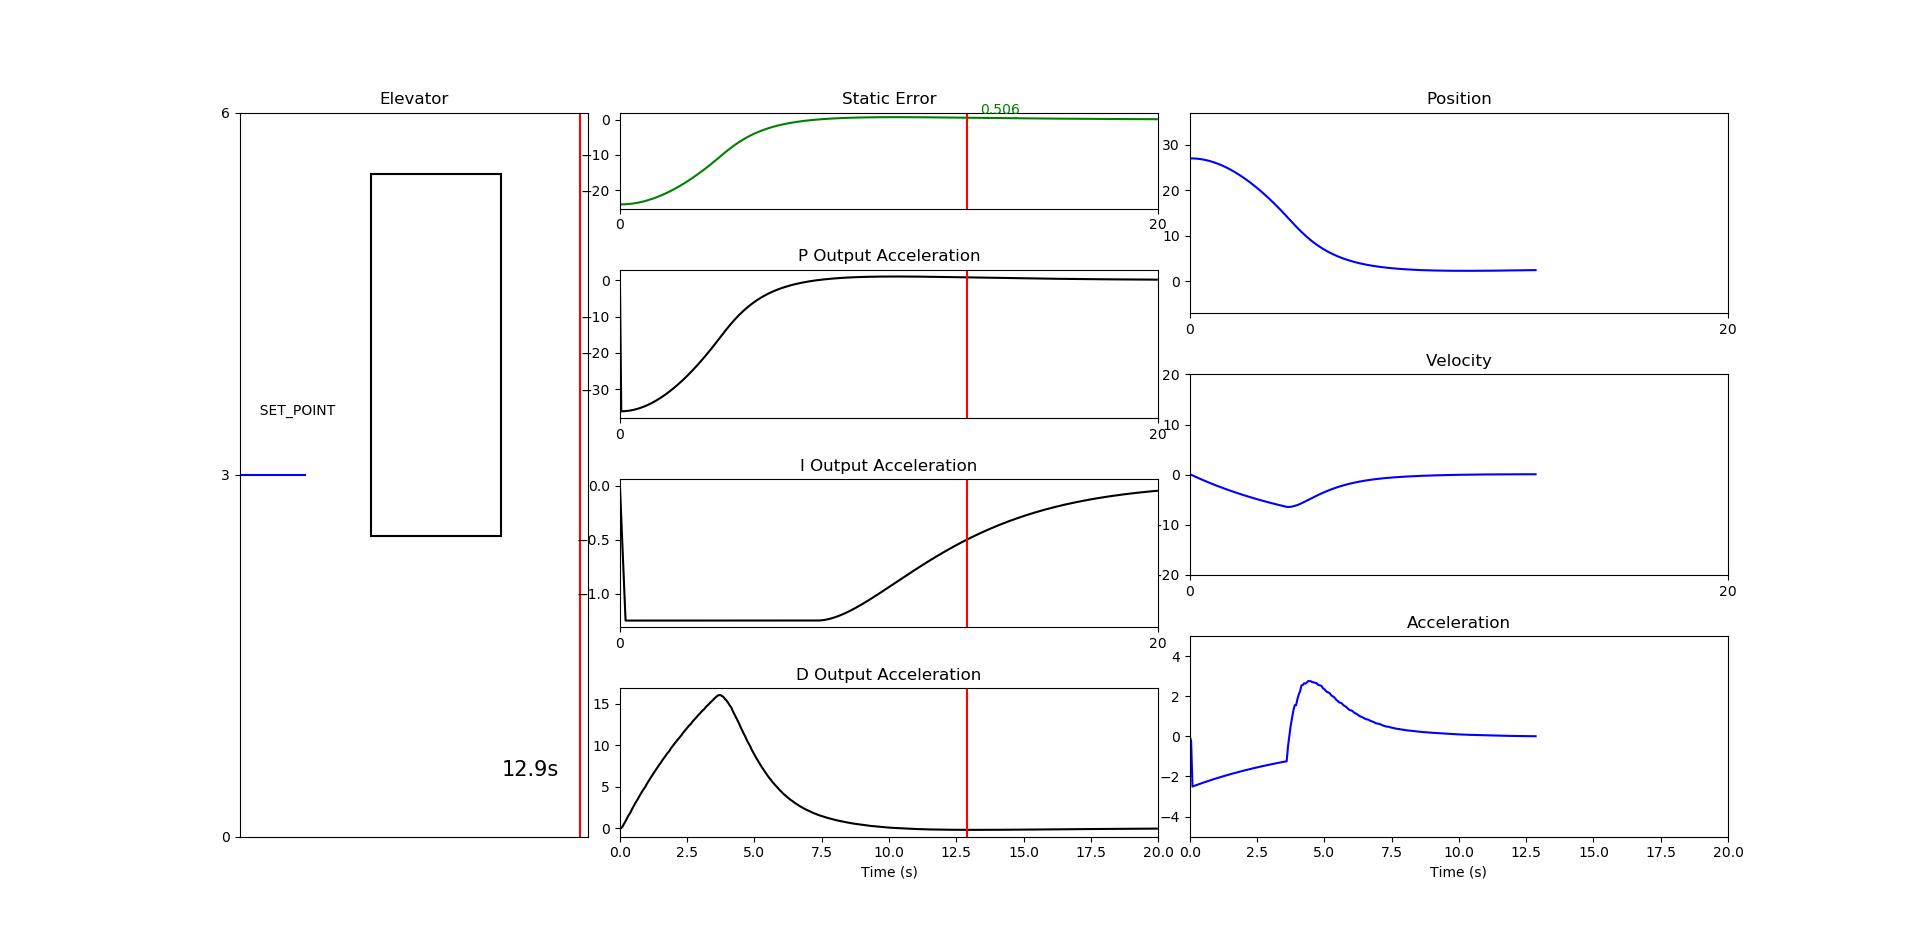 Elevator
6
SET_POINT
3
12.9s
0
Static Error
0.506
0
−10
−20
0 20
P Output Acceleration
0
−10
−20
−30
0 20
I Output Acceleration
0.0
−0.5
−1.0
0 20
D Output Acceleration
15
10
5
0
0.0 2.5 5.0 7.5 10.0 12.5 15.0 17.5 20.0
Time (s)
Position
30
20
10
0
0 20
Velocity
20
10
0
-10
-20
0 20
Acceleration
4
2
0
−2
−4
0.0 2.5 5.0 7.5 10.0 12.5 15.0 17.5 20.0
Time (s)